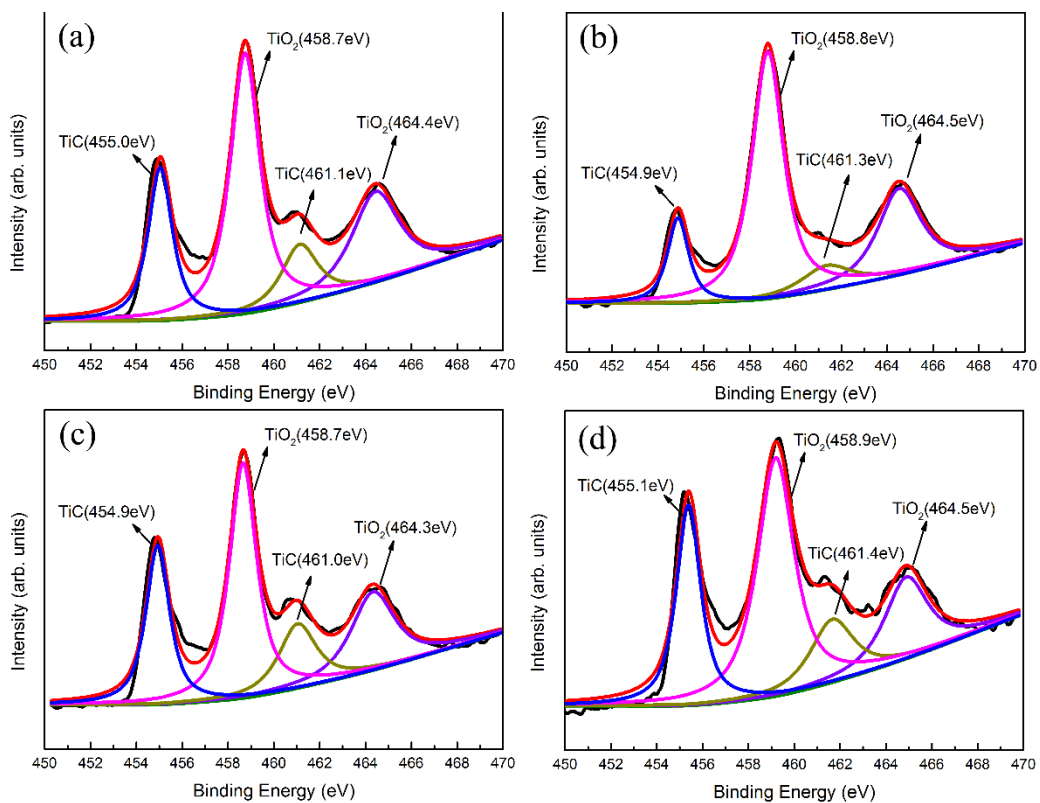 (a)
TiO2(458.7eV)
TiO2(464.4eV)
TiC(455.0eV)
TiC(461.1eV)
Intensity (arb. units)
450 452 454 456 458 460 462 464 466 468 470
Binding Energy (eV)
(b)
TiO2(458.8eV)
TiO2(464.5eV)
TiC(461.3eV)
TiC(454.9eV)
Intensity (arb. units)
450 452 454 456 458 460 462 464 466 468 470
Binding Energy (eV)
(c)
TiO2(458.7eV)
TiC(454.9eV)
TiO2(464.3eV)
TiC(461.0eV)
Intensity (arb. units)
450 452 454 456 458 460 462 464 466 468 470
Binding Energy (eV)
(d)
TiO2(458.9eV)
TiC(455.1eV)
TiO2(464.5eV)
TiC(461.4eV)
Intensity (arb. units)
450 452 454 456 458 460 462 464 466 468 470
Binding Energy (eV)